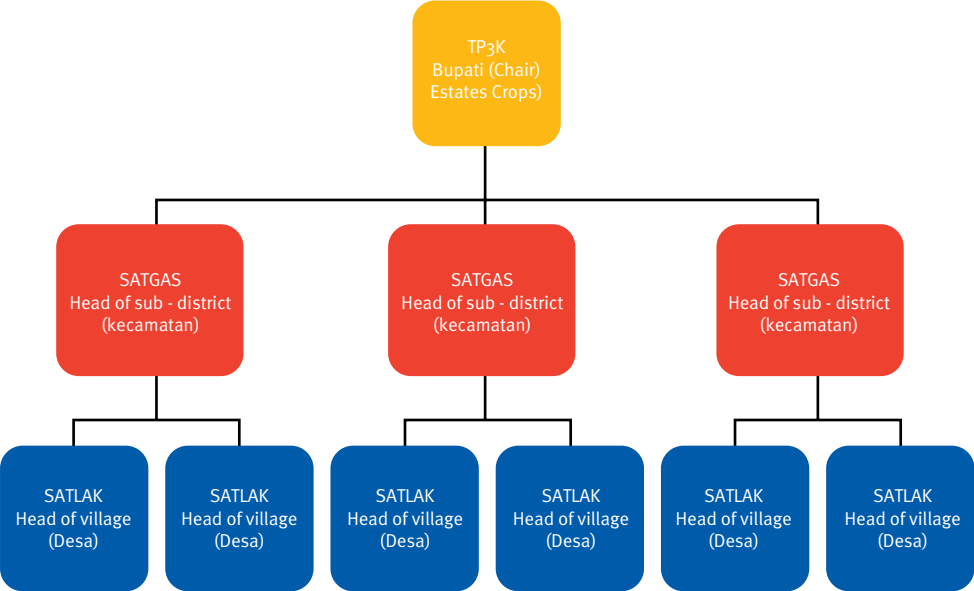 TP3K
Bupati (Chair)
Estates Crops)
SATGAS
Head of sub - district
(kecamatan)
SATGAS
Head of sub - district
(kecamatan)
SATGAS
Head of sub - district
(kecamatan)
SATLAK
Head of village
(Desa)
SATLAK
Head of village
(Desa)
SATLAK
Head of village
(Desa)
SATLAK
Head of village
(Desa)
SATLAK
Head of village
(Desa)
SATLAK
Head of village
(Desa)